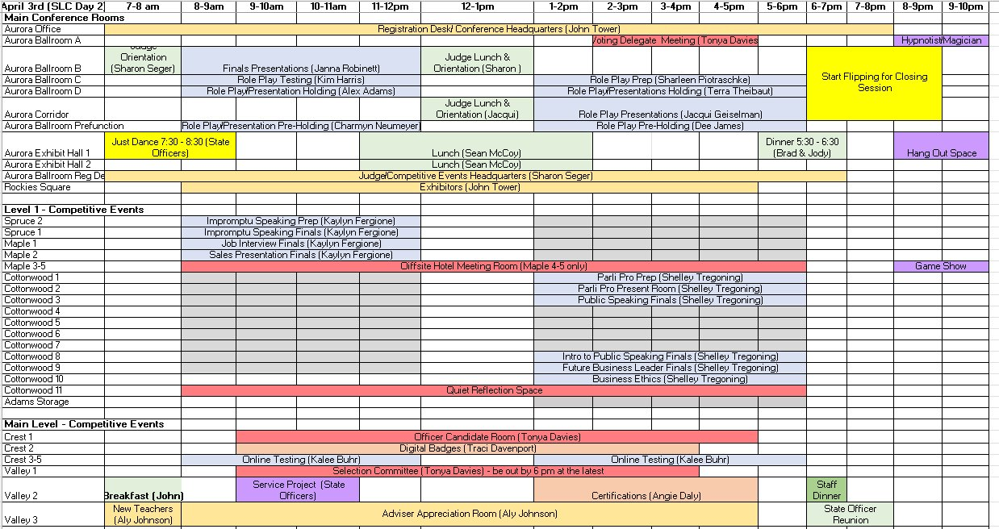 April 3rd (SLC Day 2) 7-8 am 8-9am 9-10am 10-11am 11-12pm 12-1pm 1-2pm 2-3pm 3-4pm 4-5pm 5-6pm 6-7pm 7-8pm 8-9pm 9-10pm
Main Conference Rooms
Aurora Office Registration Desk/ Conference Headquarters (John Tower)
Aurora Ballroom A Voting Delegate Meeting (Tonya Davies Hypnotist/Magician
Judge
Orientation
(Sharon Seger)
Aurora Ballroom B Finals Presentations (Janna Robinett)
Judge Lunch &
Orientation (Sharon )
Start Flipping for Closing
Session
Aurora Ballroom C Role Play Testing (Kim Harris) Role Play Prep (Sharleen Piotraschke)
Aurora Ballroom D Role Play/Presentation Holding (Alex Adams) Role Play/Presentations Holding (Terra Theibaut)
Judge Lunch &
Orientation (Jacqui)
Aurora Corridor Role Play Presentations (Jacqui Geiselman)
Aurora Ballroom Prefunction Role Play/Presentation Pre-Holding (Charmyn Neumeyer) Role Play Pre-Holding (Dee James)
Just Dance 7:30 - 8:30 (State
Officers)
Aurora Exhibit Hall 1 Lunch (Sean McCoy)
Dinner 5:30 - 6:30
(Brad & Jody)
Hang Out Space
Aurora Exhibit Hall 2 Lunch (Sean McCoy)
Aurora Ballroom Reg De Judge/Competitive Events Headquarters (Sharon Seger)
Rockies Square Exhibitors (John Tower)
Level 1 - Competitive Events
Spruce 2 Impromptu Speaking Prep (Kaylyn Fergione)
Spruce 1 Impromptu Speaking Finals (Kaylyn Fergione)
Maple 1 Job Interview Finals (Kaylyn Fergione)
Maple 2 Sales Presentation Finals (Kaylyn Fergione)
Maple 3-5 Oiffsite Hotel Meeting Room (Maple 4-5 only) Game Show
Cottonwood 1 Parli Pro Prep (Shelley Tregoning)
Cottonwood 2 Parli Pro Present Room (Shelley Tregoning)
Cottonwood 3 Public Speaking Finals (Shelley Tregoning)
Cottonwood 4
Cottonwood 5
Cottonwood 6
Cottonwood 7
Cottonwood 8 Intro to Public Speaking Finals (Shelley Tregoning)
Cottonwood 9 Future Business Leader Finals (Shelley Tregoning)
Cottonwood 10 Business Ethics (Shelley Tregoning)
Cottonwood 11 Quiet Reflection Space
Adams Storage
Main Level - Competitive Events
Crest 1 Officer Candidate Room (Tonya Davies)
Crest 2 Digital Badges (Traci Davenport)
Crest 3-5 Online Testing (Kalee Buhr) Online Testing (Kalee Buhr)
Valley 1 Selection Committee (Tonya Davies) - be out by 6 pm at the latest
Valley 2 Breakfast (John)
Service Project (State
Officers)
Certifications (Angie Daly)
Staff
Dinner
New Teachers
(Aly Johnson)
Valley 3 Adviser Appreciation Room (Aly Johnson)
State Officer
Reunion